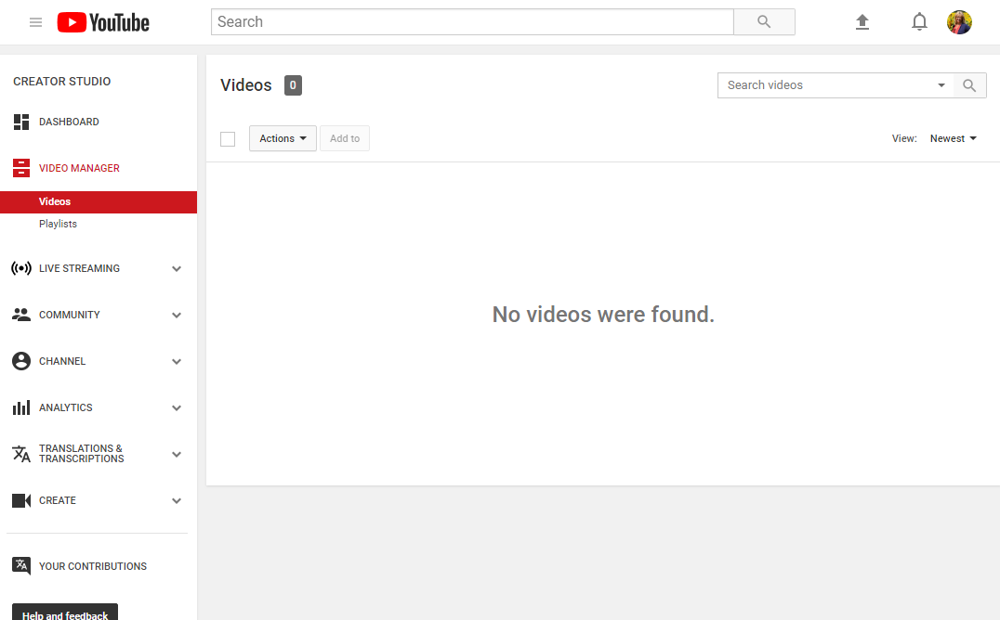 YouTube
Search
CREATOR STUDIO
DASHBOARD
VIDEO MANAGER
Videos
Playlists
LIVE STREAMING
COMMUNITY
CHANNEL
ANALYTICS
TRANSLATIONS &
TRANSCRIPTIONS
CREATE
YOUR CONTRIBUTIONS
Help and feedback
Videos 0
Search videos
Actions Add to
View: Newest
No videos were found.